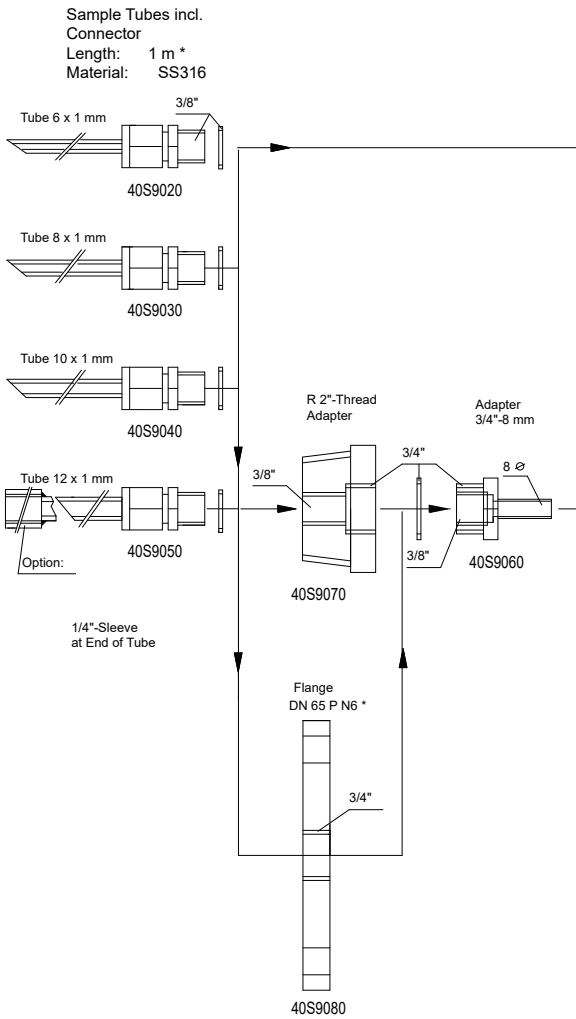 Sample Tubes incl.
Connector
Length: 1 m *
Material: SS316
3/8"
Tube 6 x 1 mm
40S9020
Tube 8 x 1 mm
40S9030
Tube 10 x 1 mm
40S9040
R 2"-Thread
Adapter
Adapter
3/4"-8 mm
Tube 12 x 1 mm
3/8"
3/4"
8 ⌀
40S9050
Option:
3/8"
40S9060
40S9070
1/4"-Sleeve
at End of Tube
Flange
DN 65 P N6 *
3/4"
40S9080